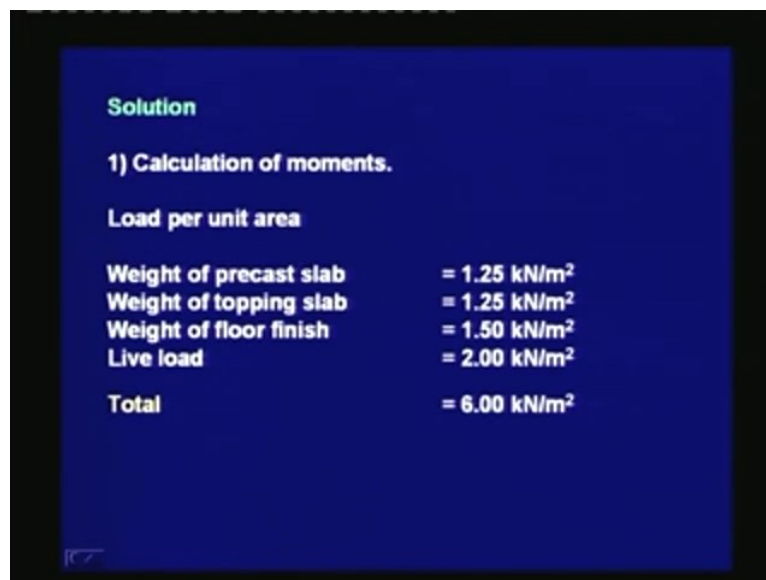 Solution
1) Calculation of moments.
Load per unit area
Weight of precast slab = 1.25 kN/m²
Weight of topping slab = 1.25 kN/m²
Weight of floor finish = 1.50 kN/m²
Live load = 2.00 kN/m²
Total = 6.00 kN/m²